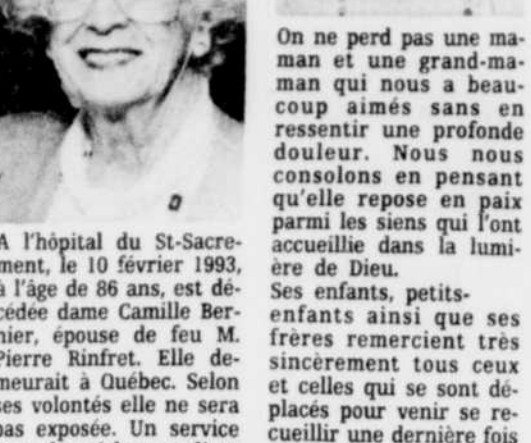 A l'hôpital du St-Sacre-
ment, le 10 février 1993,
à l'âge de 86 ans, est dé-
cédée dame Camille Ber-
nier, épouse de feu M.
Pierre Rinfret. Elle de-
meurait à Québec. Selon
ses volontés elle ne sera
pas exposée. Un service
On ne perd pas une ma-
man et une grand-ma-
man qui nous a beau-
coup aimés sans en
ressentir une profonde
douleur. Nous nous
consolons en pensant
qu'elle repose en paix
parmi les siens qui l'ont
accueillie dans la lumi-
ère de Dieu.
Ses enfants, petits-
enfants ainsi que ses
frères remercient très
sincèrement tous ceux
et celles qui se sont dé-
placés pour venir se re-
cueillir une dernière fois